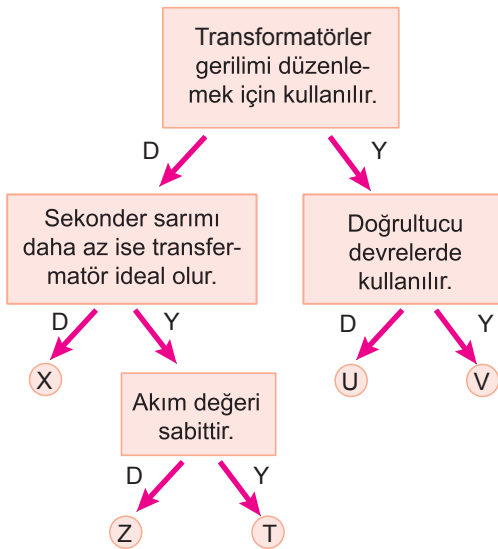 Transformatörler
gerilimi düzenle-
mek için kullanılır.
D
Y
Sekonder sarımı
daha az ise transfer-
matör ideal olur.
Doğrultucu
devrelerde
kullanılır.
D
Y
D
Y
X
U
V
Akım değeri
sabittir.
D
Y
Z
T